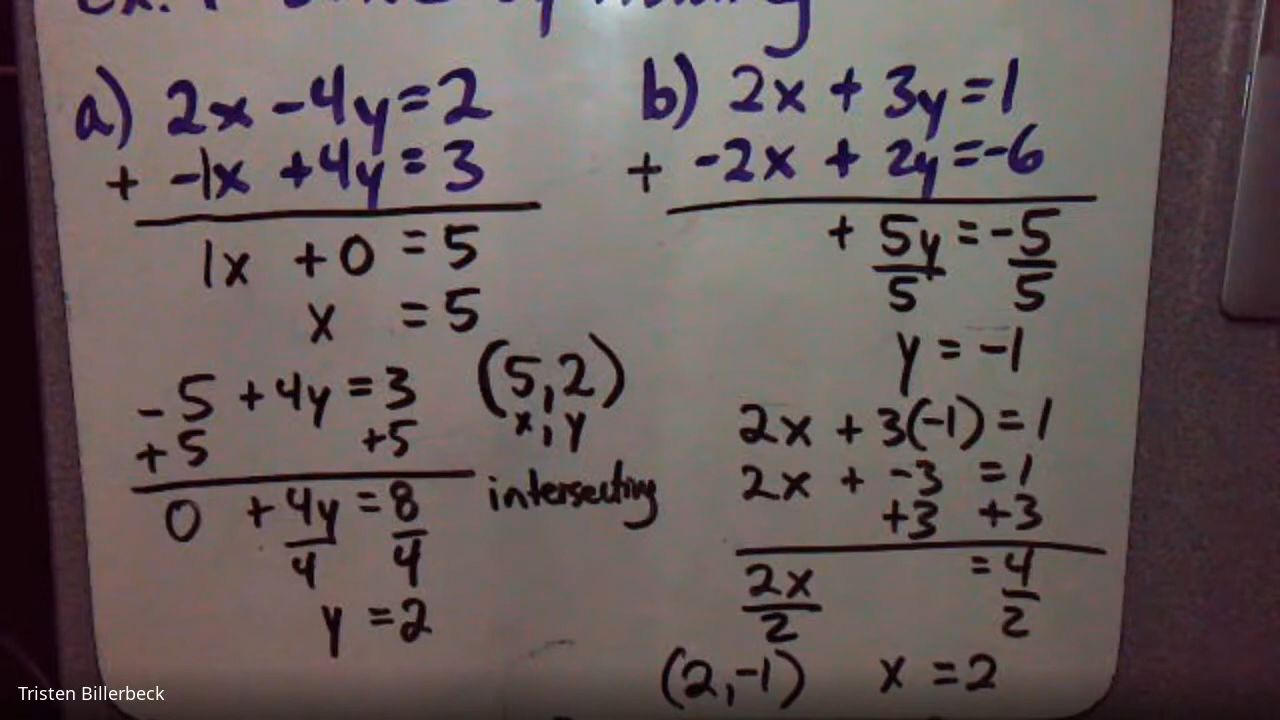 a) 2x -4y=2
+ -1x +4y=3
1x +0 =5
x =5
-5 +4y =3
+5 +5
0 +4y =8
4 4
y =2
(5,2)
x, y
intersecting
b) 2x + 3y =1
+ -2x + 2y =-6
+ 5y =-5
5 5
y = -1
2x + 3(-1) =1
2x + -3 =1
+3 +3
2x =4
2 2
(2,-1) x =2
Tristen Billerbeck